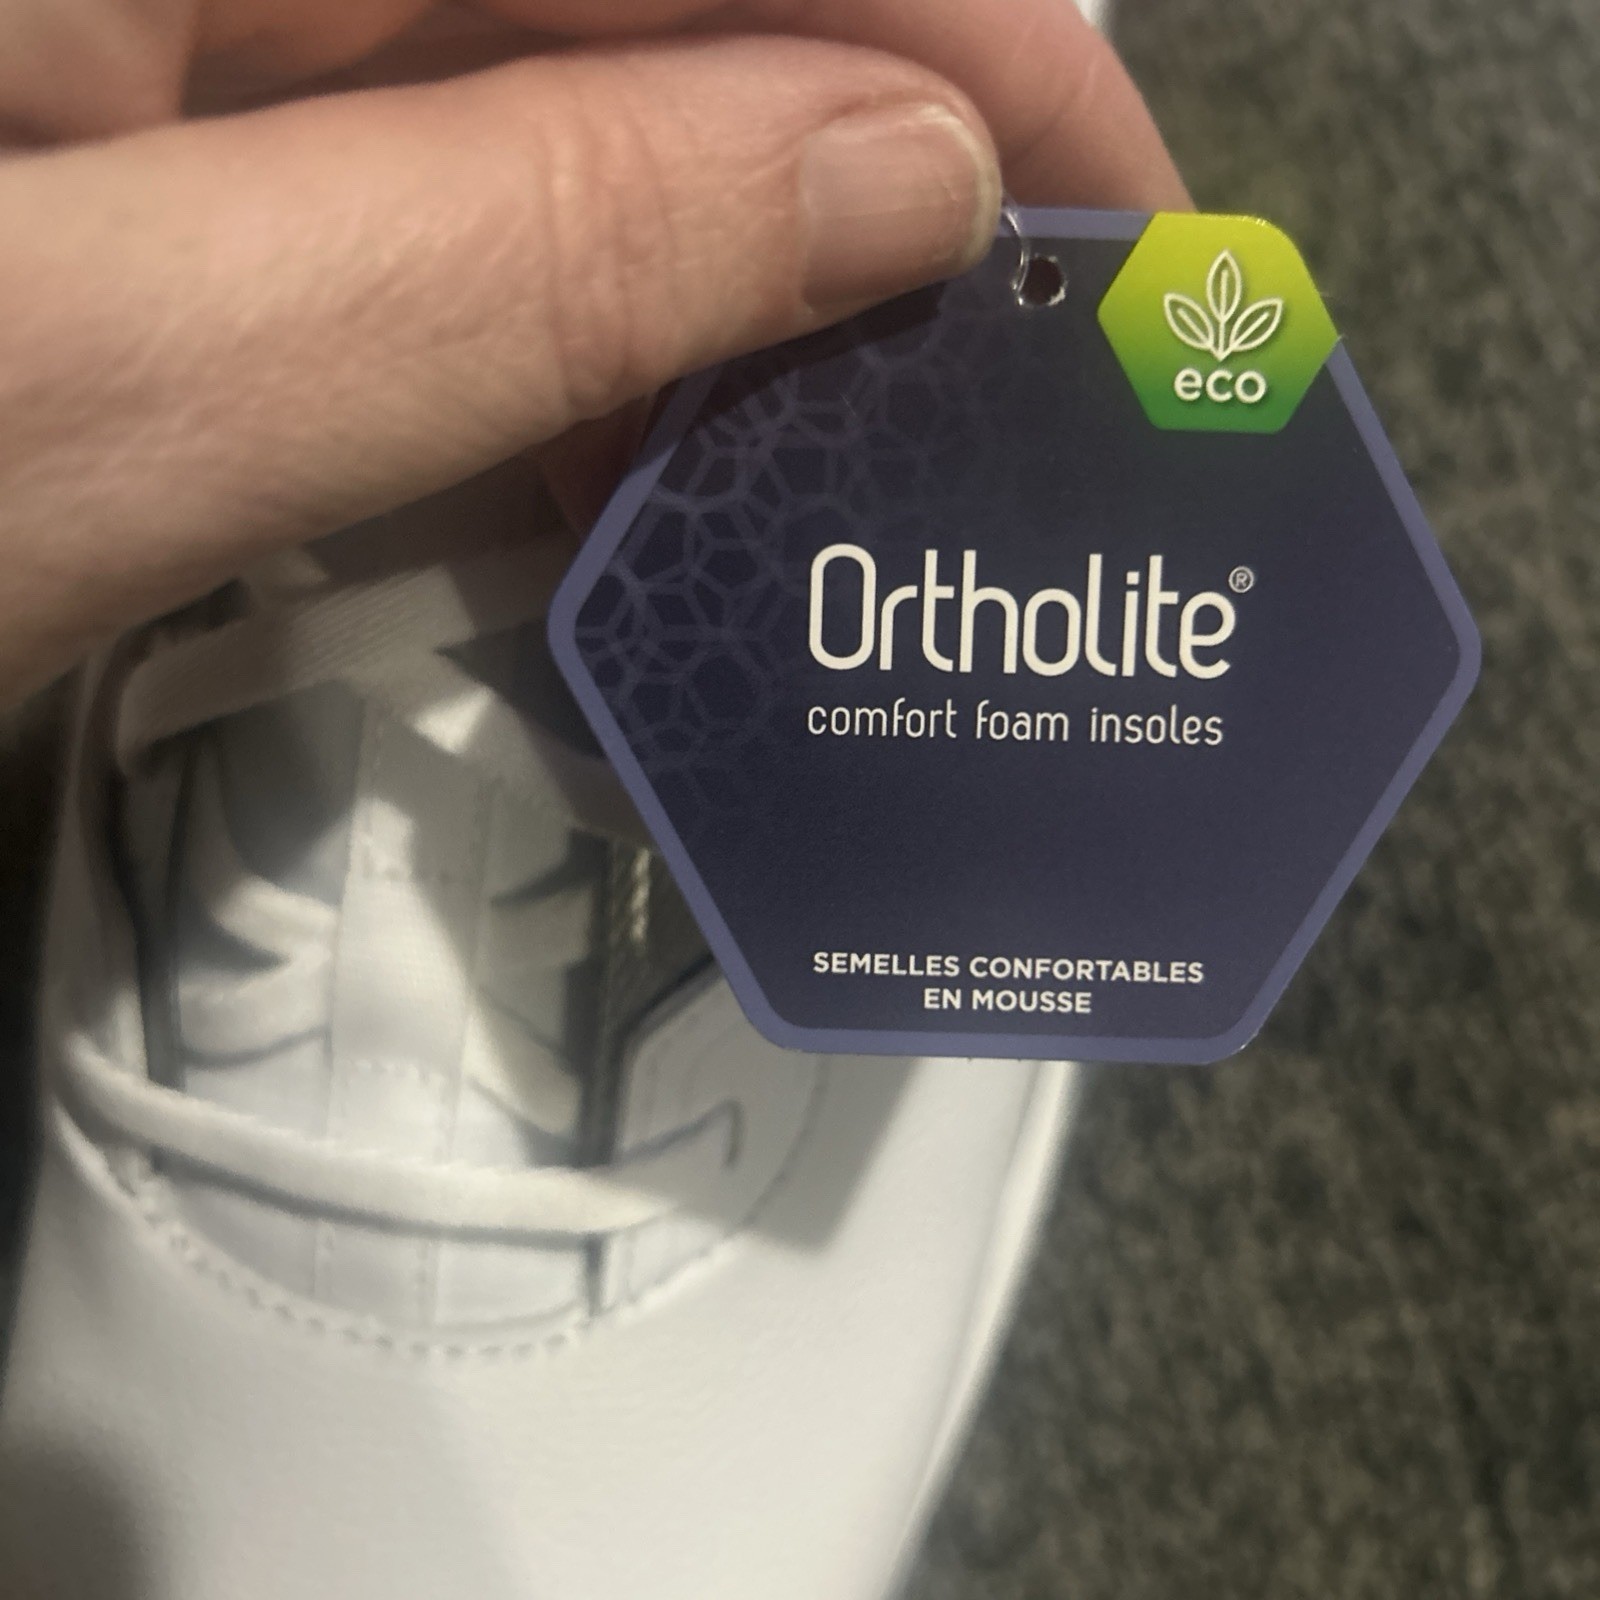 eco
Ortholite®
comfort foam insoles
SEMELLES CONFORTABLES
EN MOUSSE